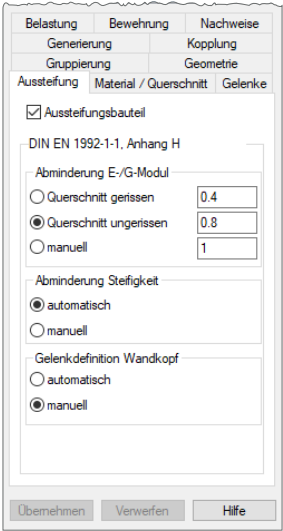 Belastung Bewehrung Nachweise
Generierung Kopplung
Gruppierung Geometrie
Aussteifung Material / Querschnitt Gelenke
Aussteifungsbauteil
DIN EN 1992-1-1, Anhang H
Abminderung E-/G-Modul
Querschnitt gerissen 0.4
Querschnitt ungerissen 0.8
manuell 1
Abminderung Steifigkeit
automatisch
manuell
Gelenkdefinition Wandkopf
automatisch
manuell
Übernehmen Verwerfen Hilfe